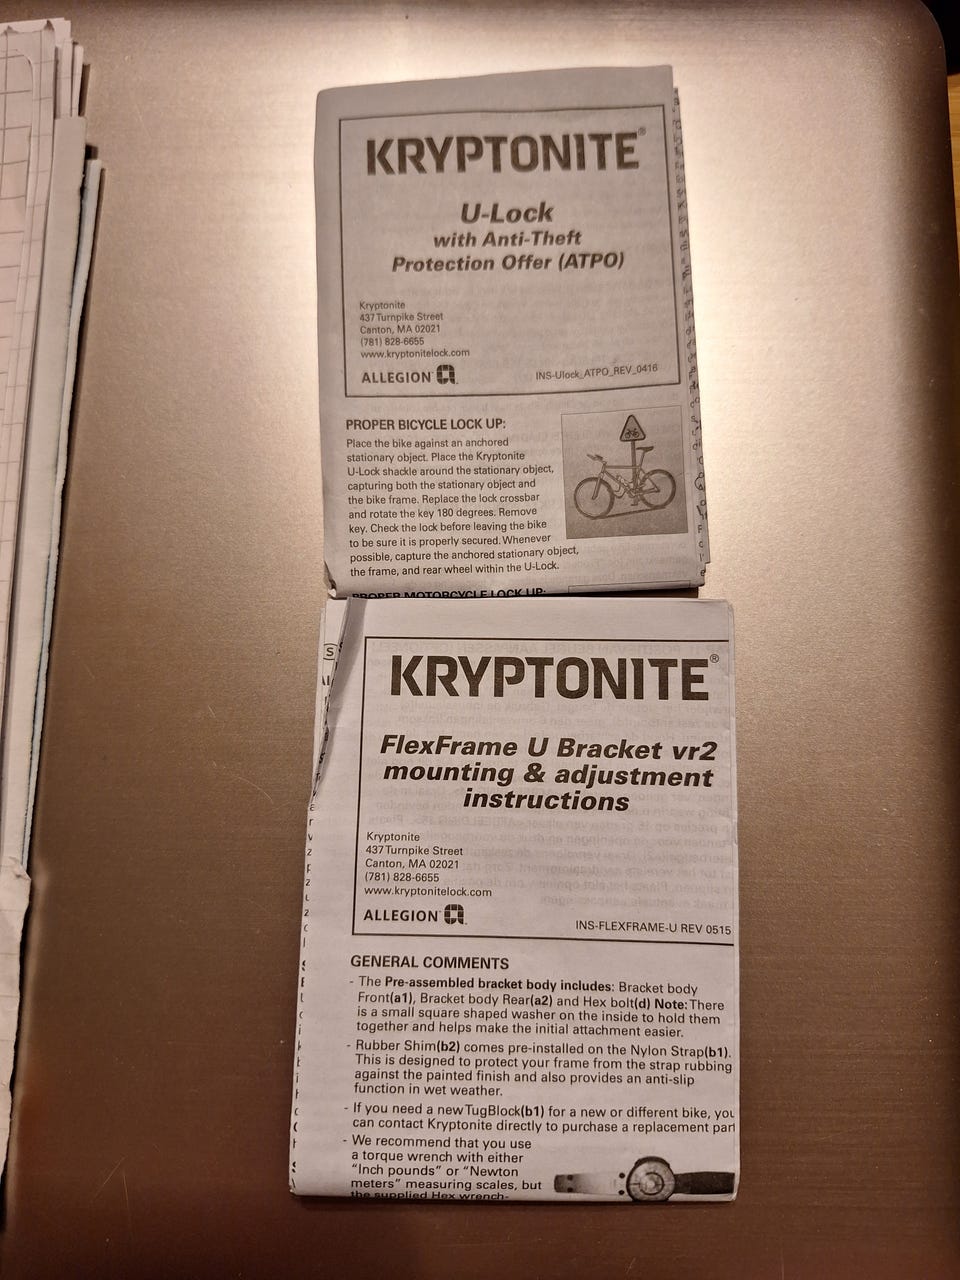 KRYPTONITE®
U-Lock
with Anti-Theft
Protection Offer (ATPO)
Kryptonite
437 Turnpike Street
Canton, MA 02021
(781) 828-6655
www.kryptonitelock.com
ALLEGION
INS-Ulock_ATPO_REV_0416
PROPER BICYCLE LOCK UP:
Place the bike against an anchored
stationary object. Place the Kryptonite
U-Lock shackle around the stationary object,
capturing both the stationary object and
the bike frame. Replace the lock crossbar
and rotate the key 180 degrees. Remove
key. Check the lock before leaving the bike
to be sure it is properly secured. Whenever
possible, capture the anchored stationary object,
the frame, and rear wheel within the U-Lock.
PROPER MOTORCYCLE LOCK UP:
KRYPTONITE®
FlexFrame U Bracket vr2
mounting & adjustment
instructions
Kryptonite
437 Turnpike Street
Canton, MA 02021
(781) 828-6655
www.kryptonitelock.com
ALLEGION
INS-FLEXFRAME-U REV 0515
GENERAL COMMENTS
- The Pre-assembled bracket body includes: Bracket body
Front(a1), Bracket body Rear(a2) and Hex bolt(d) Note: There
is a small square shaped washer on the inside to hold them
together and helps make the initial attachment easier.
- Rubber Shim(b2) comes pre-installed on the Nylon Strap(b1).
This is designed to protect your frame from the strap rubbing
against the painted finish and also provides an anti-slip
function in wet weather.
- If you need a new TugBlock(b1) for a new or different bike, you
can contact Kryptonite directly to purchase a replacement part
- We recommend that you use
a torque wrench with either
"Inch pounds" or "Newton
meters" measuring scales, but
the supplied Hex wrench-